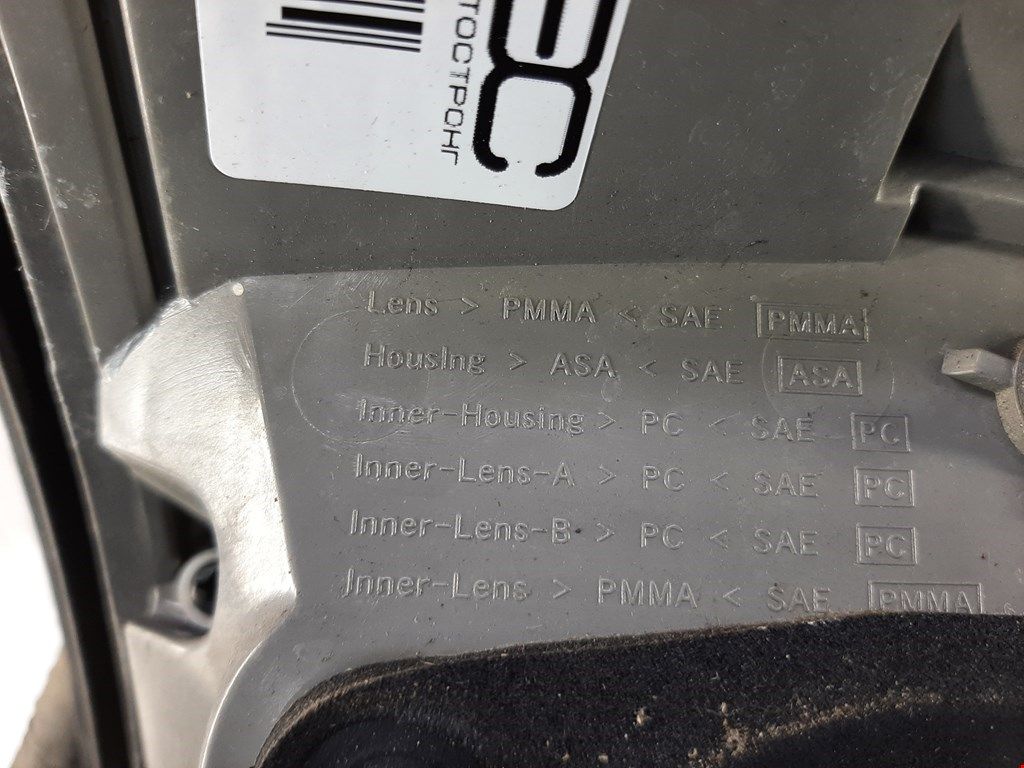 ТОСТРОНГ
Lens > PMMA < SAE PMMA
Housing > ASA < SAE ASA
Inner-Housing > PC < SAE PC
Inner-Lens-A > PC < SAE PC
Inner-Lens-B > PC < SAE PC
Inner-Lens > PMMA < SAE PMMA